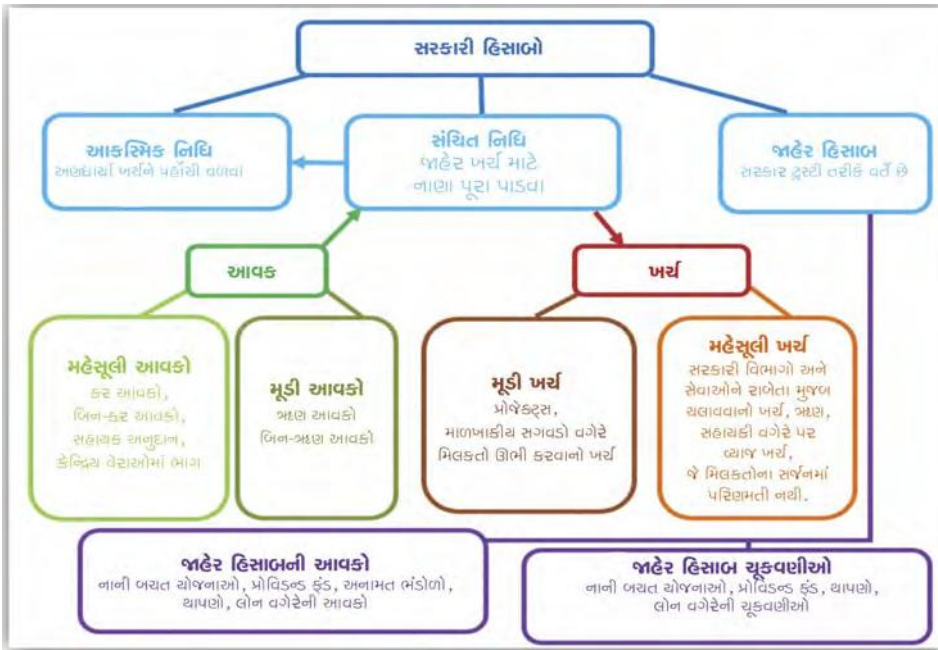 સરકારી હિસાબો
આકસ્મિક નિધિ
અણધાર્યા ખર્ચને પહોંચી વળવા
સંચિત નિધિ
જાહેર ખર્ચ માટે
નાણા પૂરા પાડવા
જાહેર હિસાબ
સરકાર ટ્રસ્ટી તરીકે વર્તે છે
આવક
ખર્ચ
મહેસૂલી આવકો
કર આવકો,
બિન-કર આવકો,
સહાયક અનુદાન,
કેન્દ્રિય વેરાઓમાં ભાગ
મૂડી આવકો
ઋણ આવકો
બિન-ઋણ આવકો
મૂડી ખર્ચ
પ્રોજેક્ટ્સ,
માળખાકીય સગવડો વગેરે
મિલકતો ઊભી કરવાનો ખર્ચ
મહેસૂલી ખર્ચ
સરકારી વિભાગો અને
સેવાઓને રાબેતા મુજબ
ચલાવવાનો ખર્ચ, ઋણ,
સહાયકી વગેરે પર
વ્યાજ ખર્ચ,
જે મિલકતોના સર્જનમાં
પરિણમતી નથી.
જાહેર હિસાબની આવકો
નાની બચત યોજનાઓ, પ્રોવિડન્ડ ફંડ, અનામત ભંડોળો,
થાપણો, લોન વગેરેની આવકો
જાહેર હિસાબ ચૂકવણીઓ
નાની બચત યોજનાઓ, પ્રોવિડન્ડ ફંડ, થાપણો,
લોન વગેરેની ચૂકવણીઓ